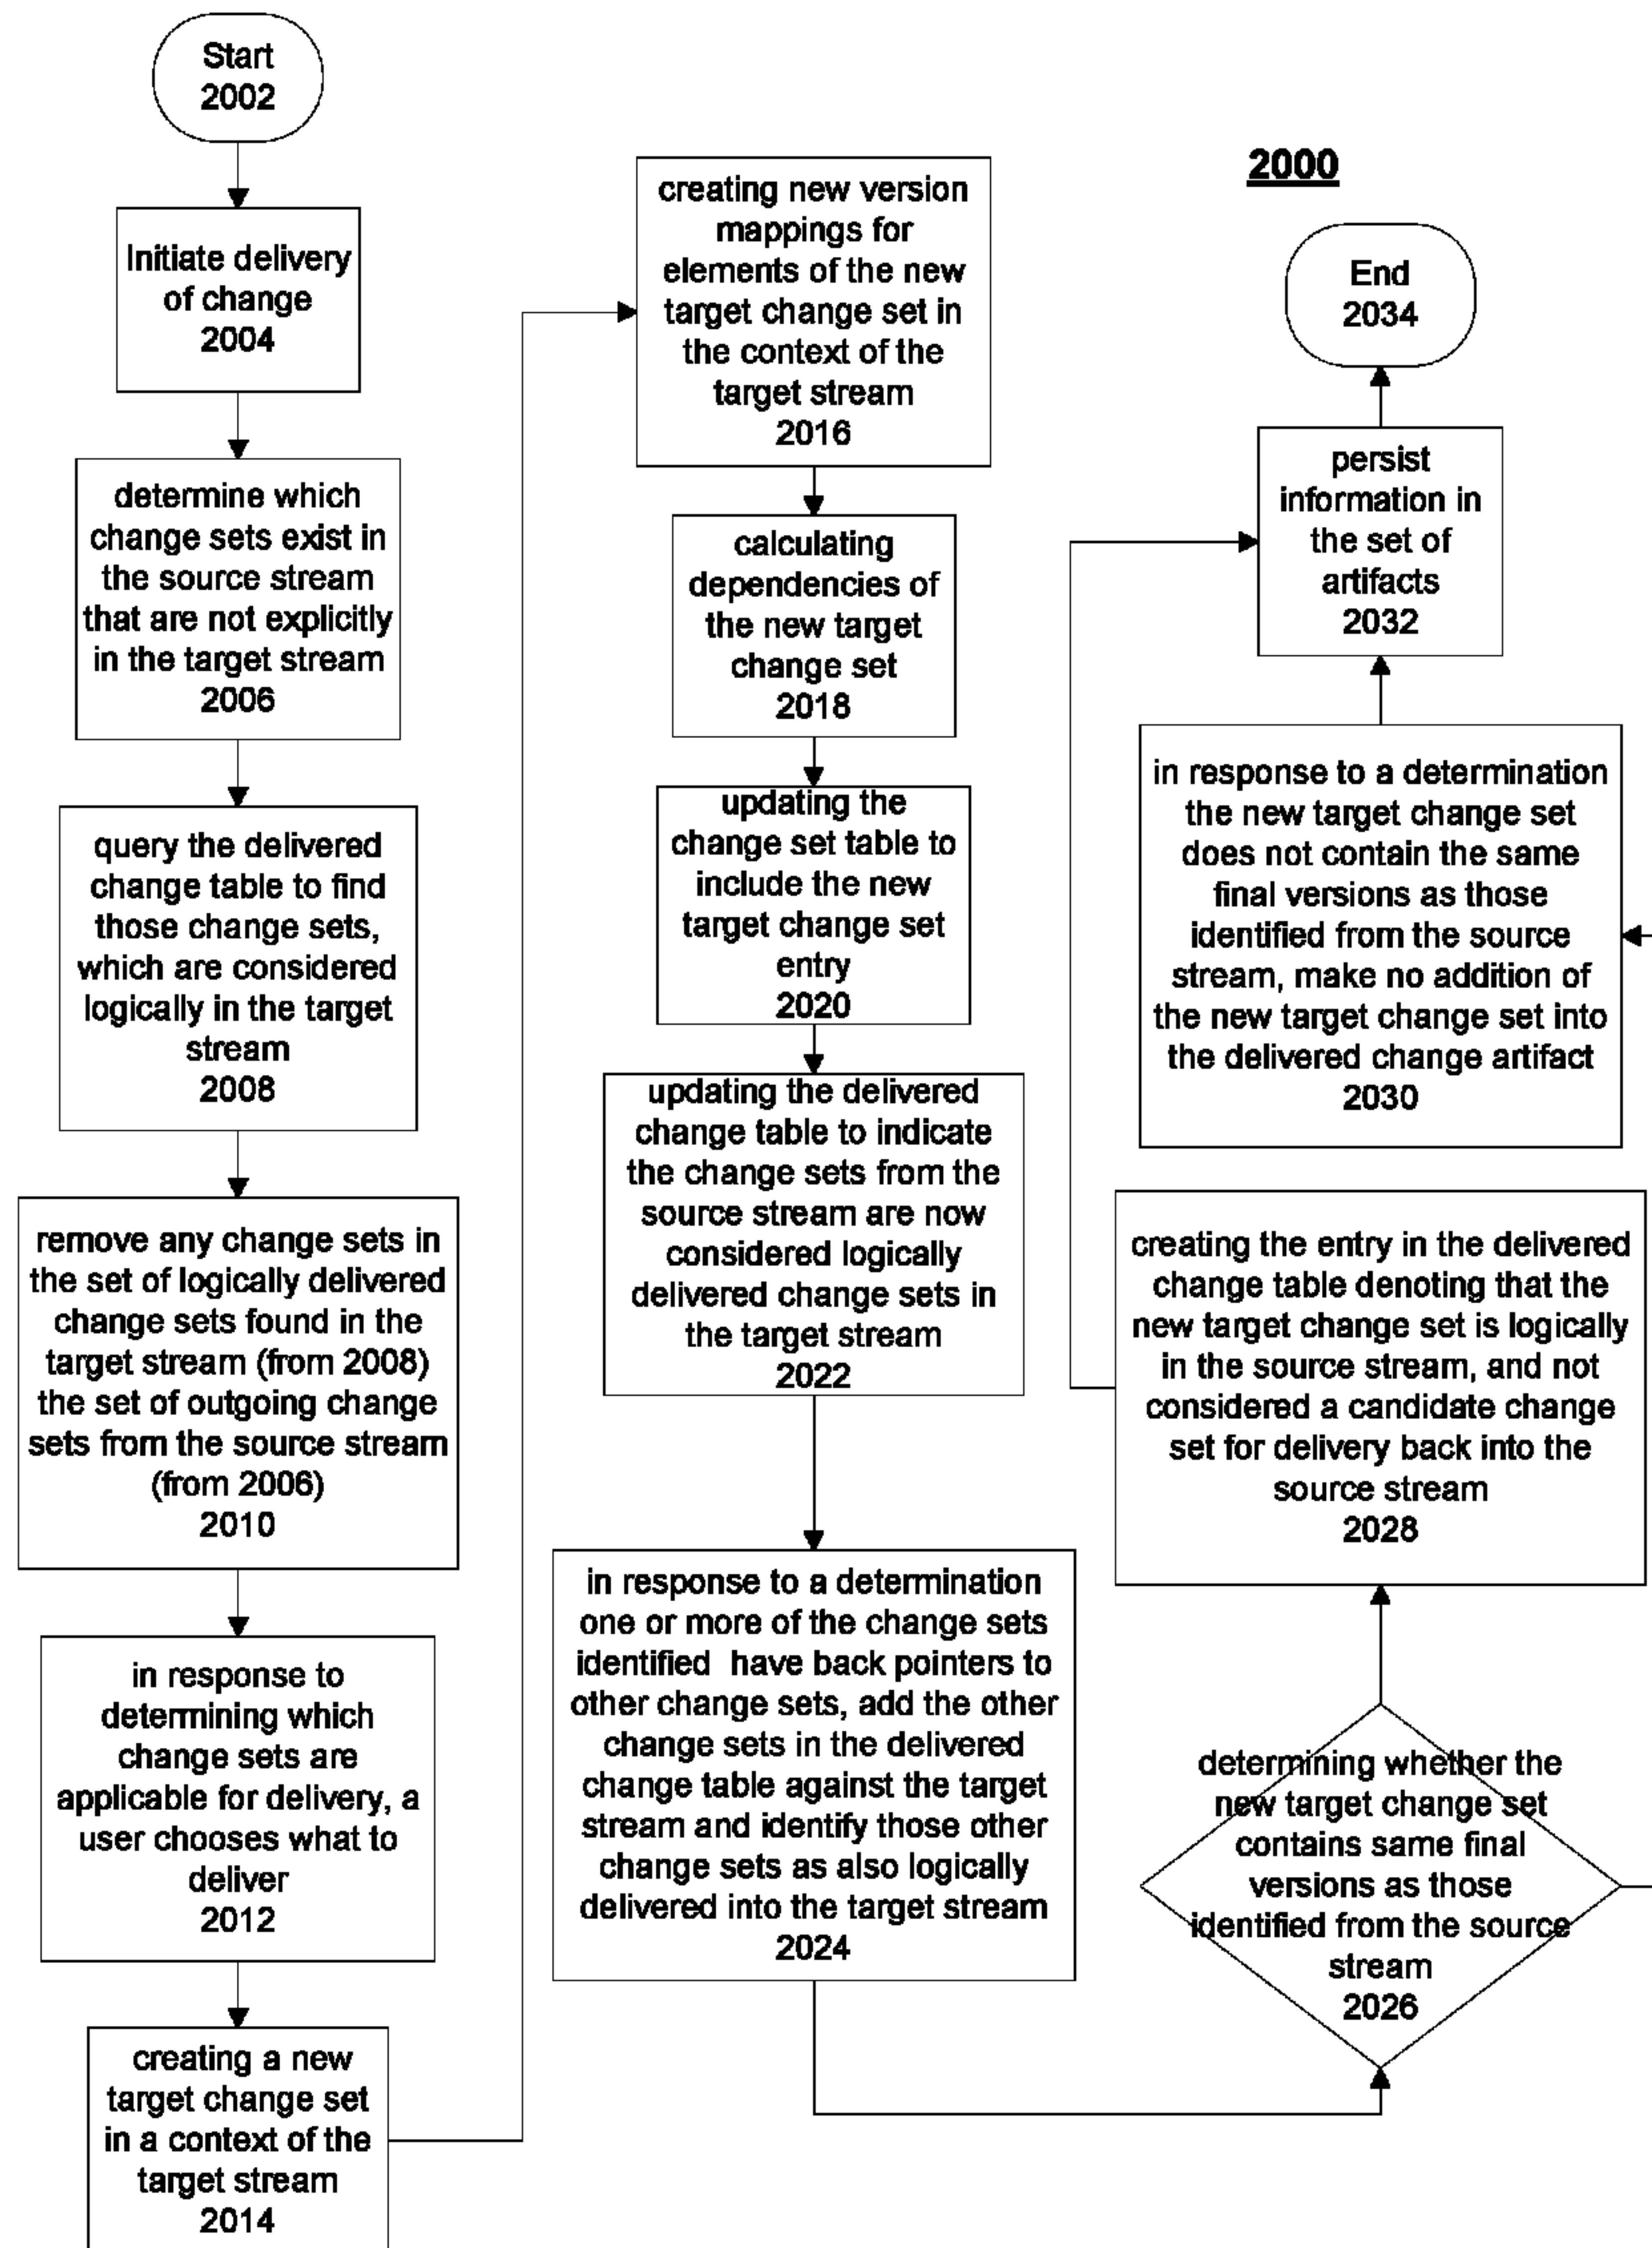 Start
2002
Initiate delivery
of change
2004
determine which
change sets exist in
the source stream
that are not explicitly
in the target stream
2006
query the delivered
change table to find
those change sets,
which are considered
logically in the target
stream
2008
remove any change sets in
the set of logically delivered
change sets found in the
target stream (from 2008)
the set of outgoing change
sets from the source stream
(from 2006)
2010
in response to
determining which
change sets are
applicable for delivery, a
user chooses what to
deliver
2012
creating a new
target change set
in a context of the
target stream
2014
creating new version
mappings for
elements of the new
target change set in
the context of the
target stream
2016
calculating
dependencies of
the new target
change set
2018
updating the
change set table to
include the new
target change set
entry
2020
updating the delivered
change table to indicate
the change sets from the
source stream are now
considered logically
delivered change sets in
the target stream
2022
in response to a determination
one or more of the change sets
identified have back pointers to
other change sets, add the other
change sets in the delivered
change table against the target
stream and identify those other
change sets as also logically
delivered into the target stream
2024
2000
End
2034
persist
information in
the set of
artifacts
2032
in response to a determination
the new target change set
does not contain the same
final versions as those
identified from the source
stream, make no addition of
the new target change set into
the delivered change artifact
2030
creating the entry in the delivered
change table denoting that the
new target change set is logically
in the source stream, and not
considered a candidate change
set for delivery back into the
source stream
2028
determining whether the
new target change set
contains same final
versions as those
identified from the source
stream
2026